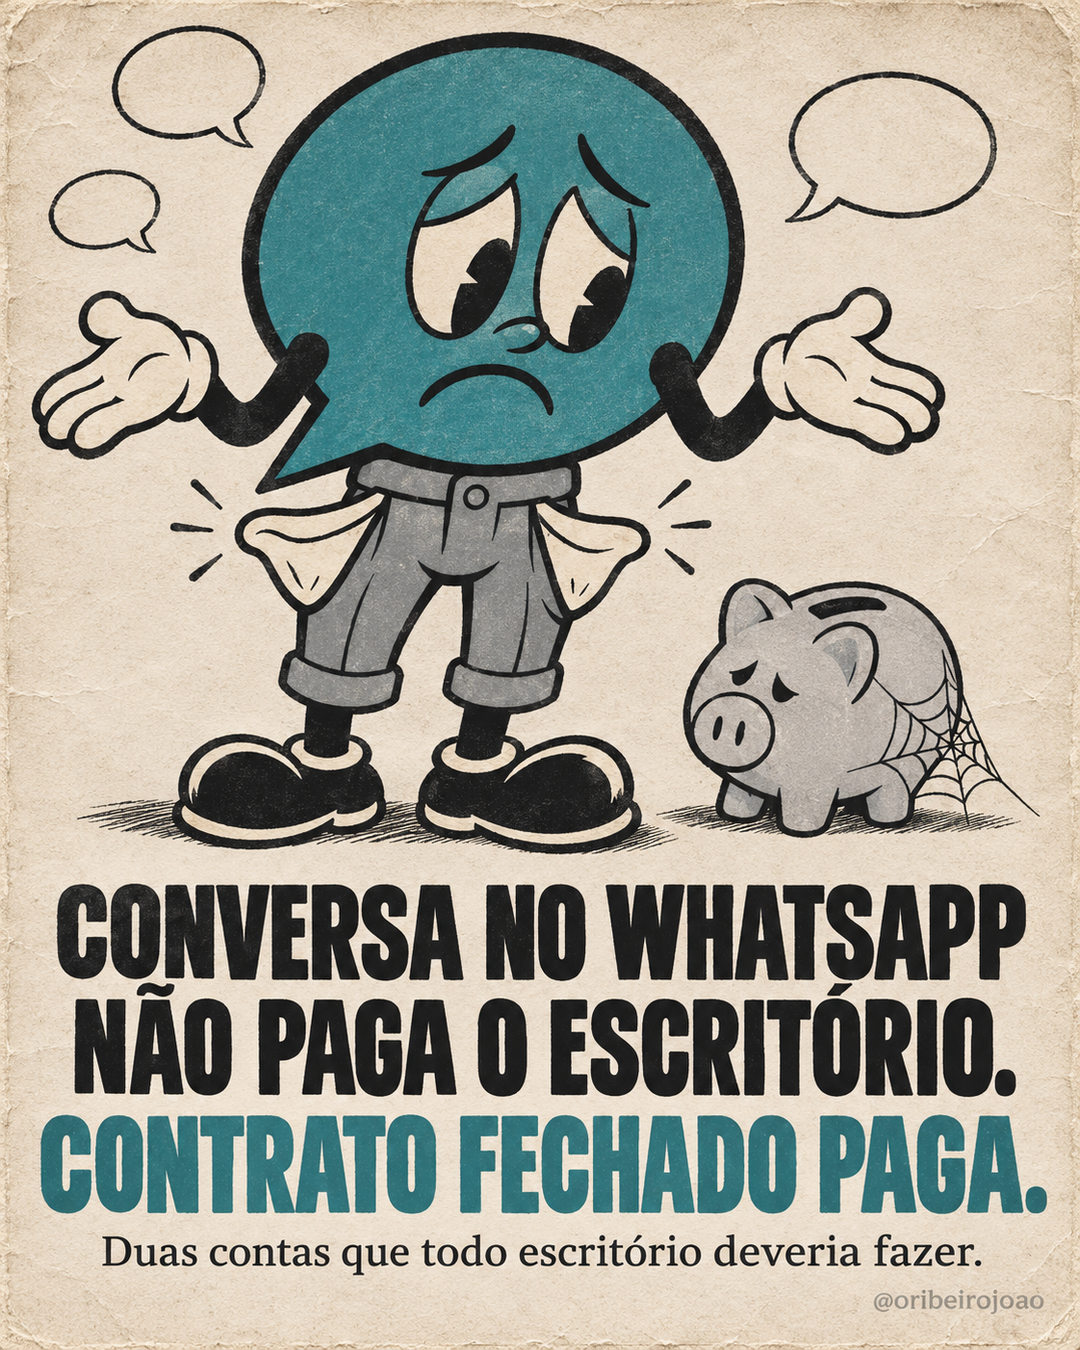 CONVERSA NO WHATSAPP
NÃO PAGA O ESCRITÓRIO.
CONTRATO FECHADO PAGA.
Duas contas que todo escritório deveria fazer.
@oribeirojoao